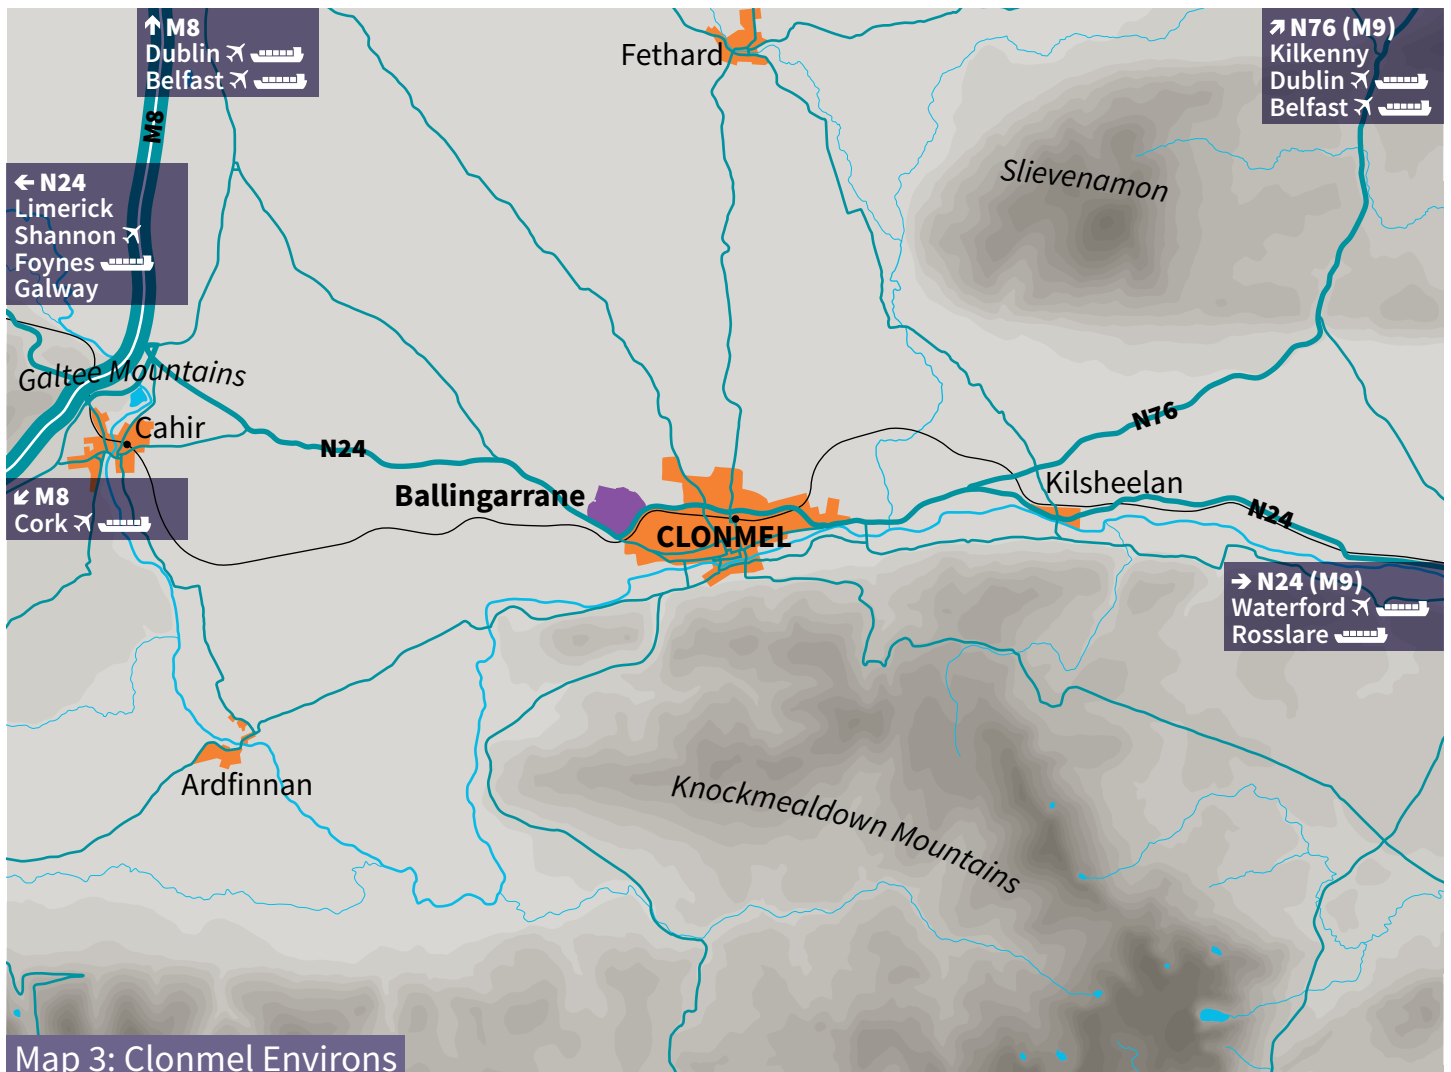 ↑ M8
Dublin
Belfast
↗ N76 (M9)
Kilkenny
Dublin
Belfast
Fethard
M8
← N24
Limerick
Shannon
Foynes
Galway
Slievenamon
Galtee Mountains
Cahir
N24
N76
↙ M8
Cork
Ballingarrane
CLONMEL
Kilsheelan
N24
→ N24 (M9)
Waterford
Rosslare
Ardfinnan
Knockmealdown Mountains
Map 3: Clonmel Environs